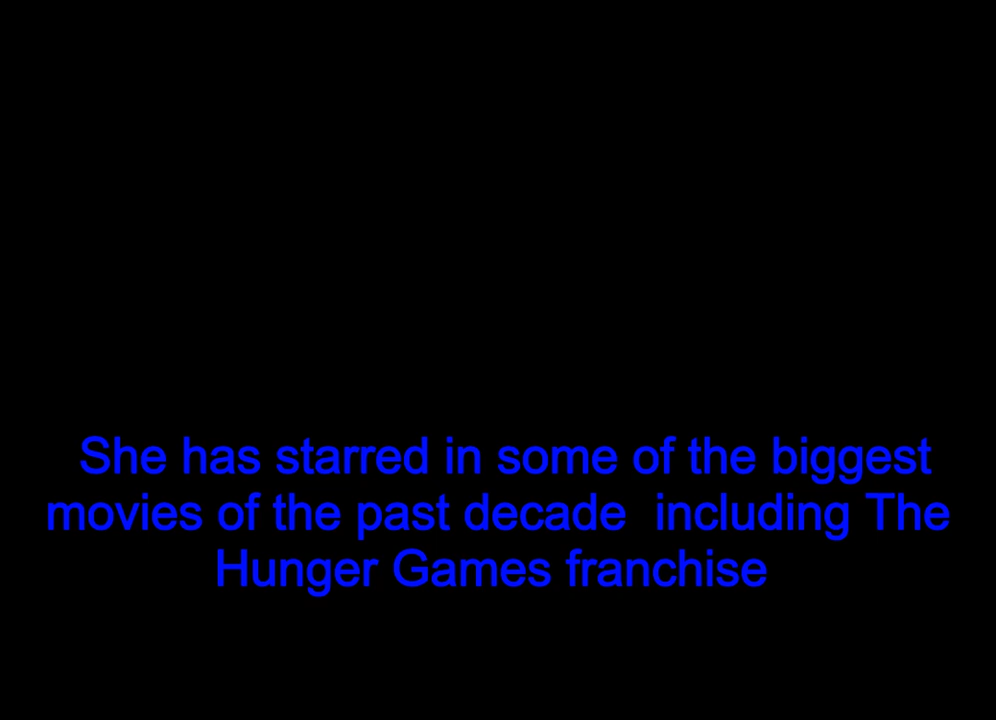 She has starred in some of the biggest
movies of the past decade  including The
Hunger Games franchise